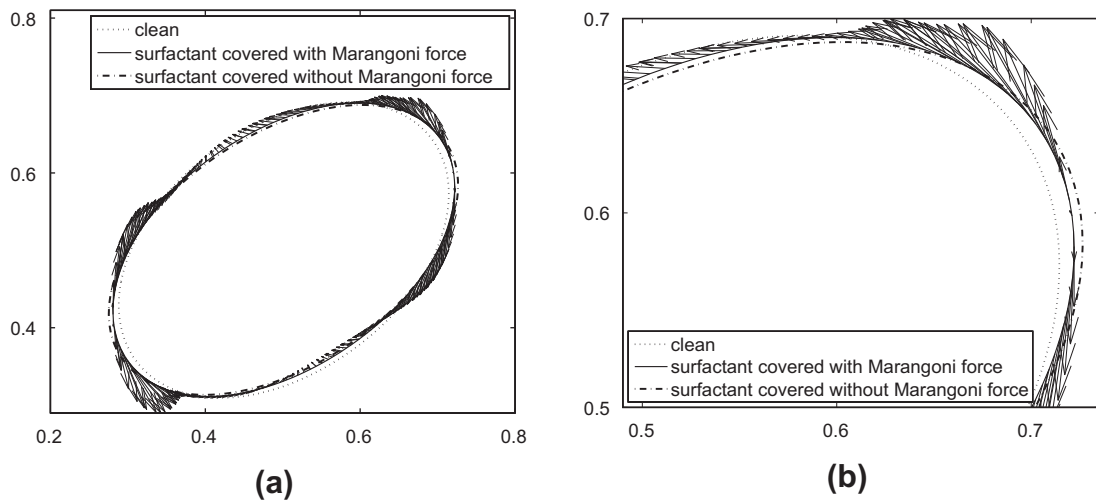 0.8
clean
surfactant covered with Marangoni force
surfactant covered without Marangoni force
0.6
0.4
0.2
0.4
0.6
0.8
(a)
0.7
0.6
clean
surfactant covered with Marangoni force
surfactant covered without Marangoni force
0.5
0.5
0.6
0.7
(b)